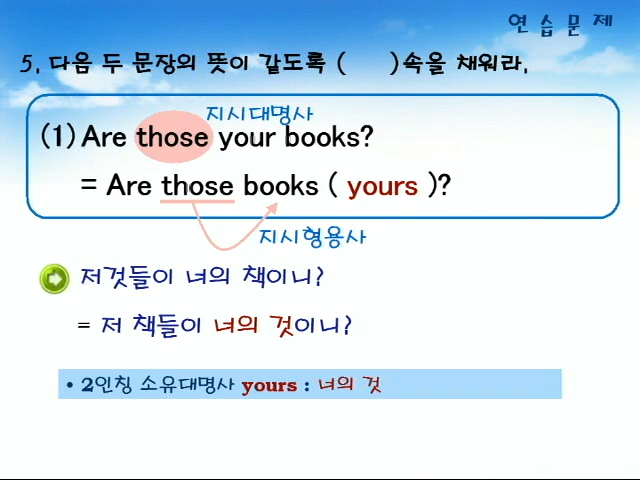 연 습 문 제
5. 다음 두 문장의 뜻이 같도록 ( )속을 채워라.
지시대명사
(1) Are those your books?
= Are those books ( yours )?
지시형용사
저것들이 너의 책이니?
= 저 책들이 너의 것이니?
• 2인칭 소유대명사 yours : 너의 것